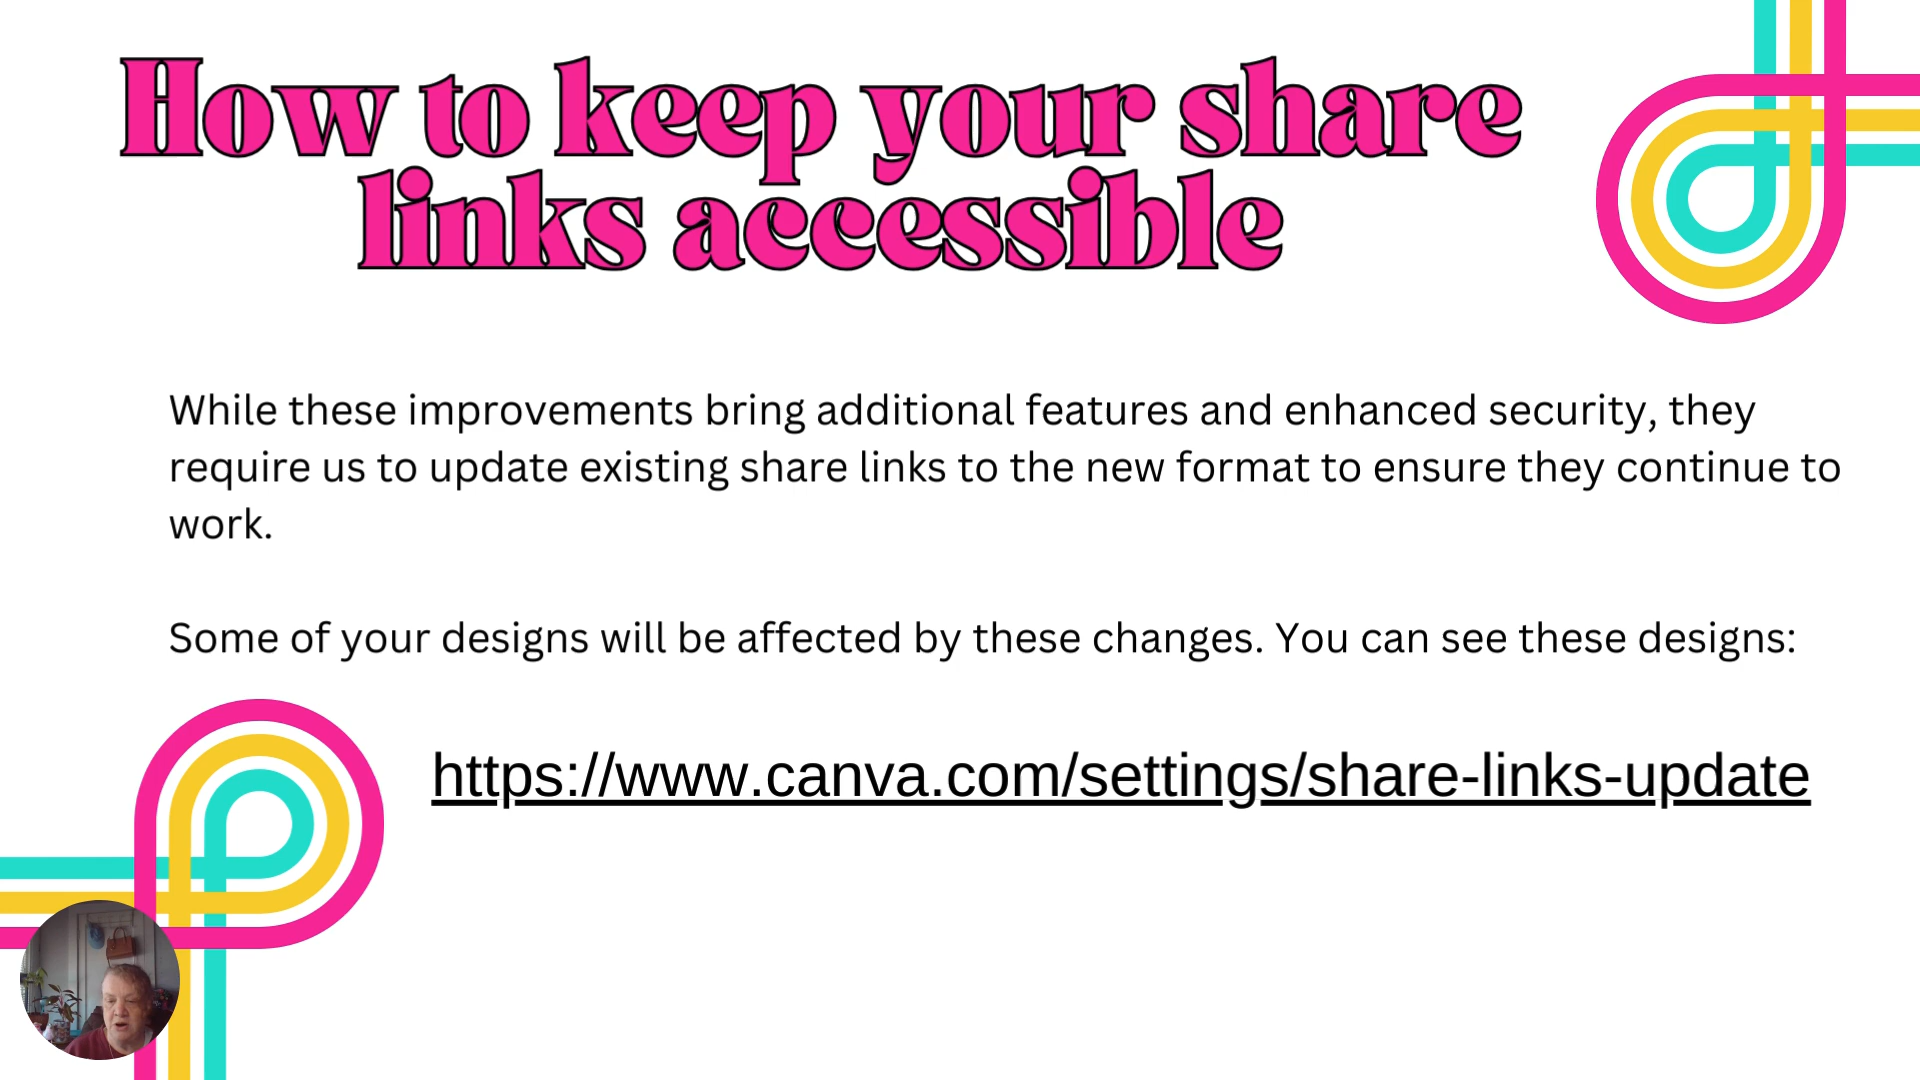 How to keep your share
links accessible
While these improvements bring additional features and enhanced security, they
require us to update existing share links to the new format to ensure they continue to
work.
Some of your designs will be affected by these changes. You can see these designs:
https://www.canva.com/settings/share-links-update